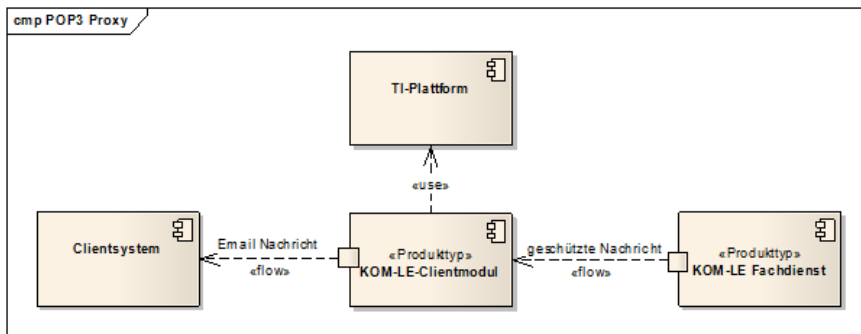 cmp POP3 Proxy
TI-Plattform
«use»
Clientsystem
Email Nachricht
«flow»
«Produkttyp»
KOM-LE-Clientmodul
geschützte Nachricht
«flow»
«Produkttyp»
KOM-LE Fachdienst